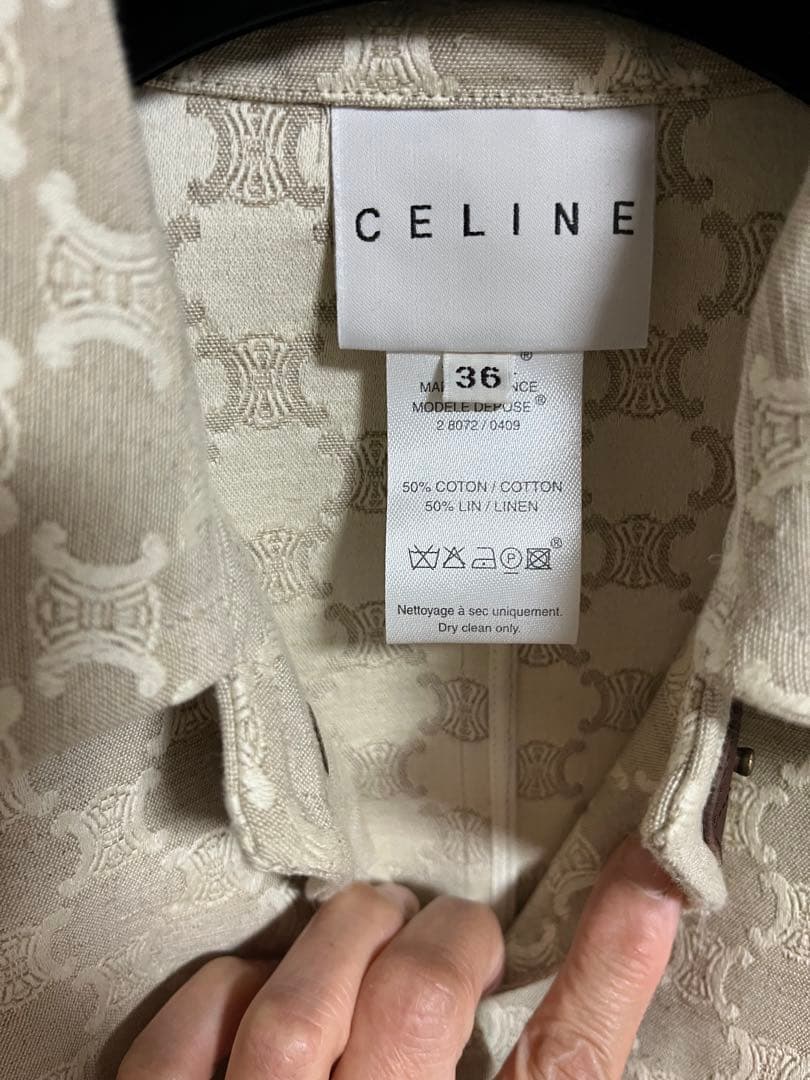 CELINE
®
36
MODELE DEPOSE ®
2 8072 / 0409
50% COTON / COTTON
50% LIN / LINEN
P
®
Nettoyage à sec uniquement.
Dry clean only.